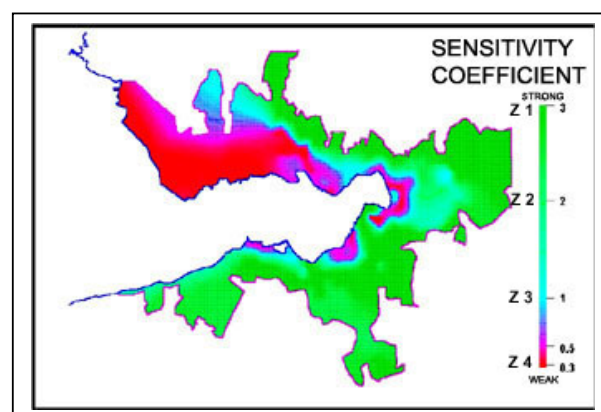 SENSITIVITY
COEFFICIENT
STRONG
Z 1
3
Z 2
2
Z 3
1
0.5
Z 4
0.3
WEAK